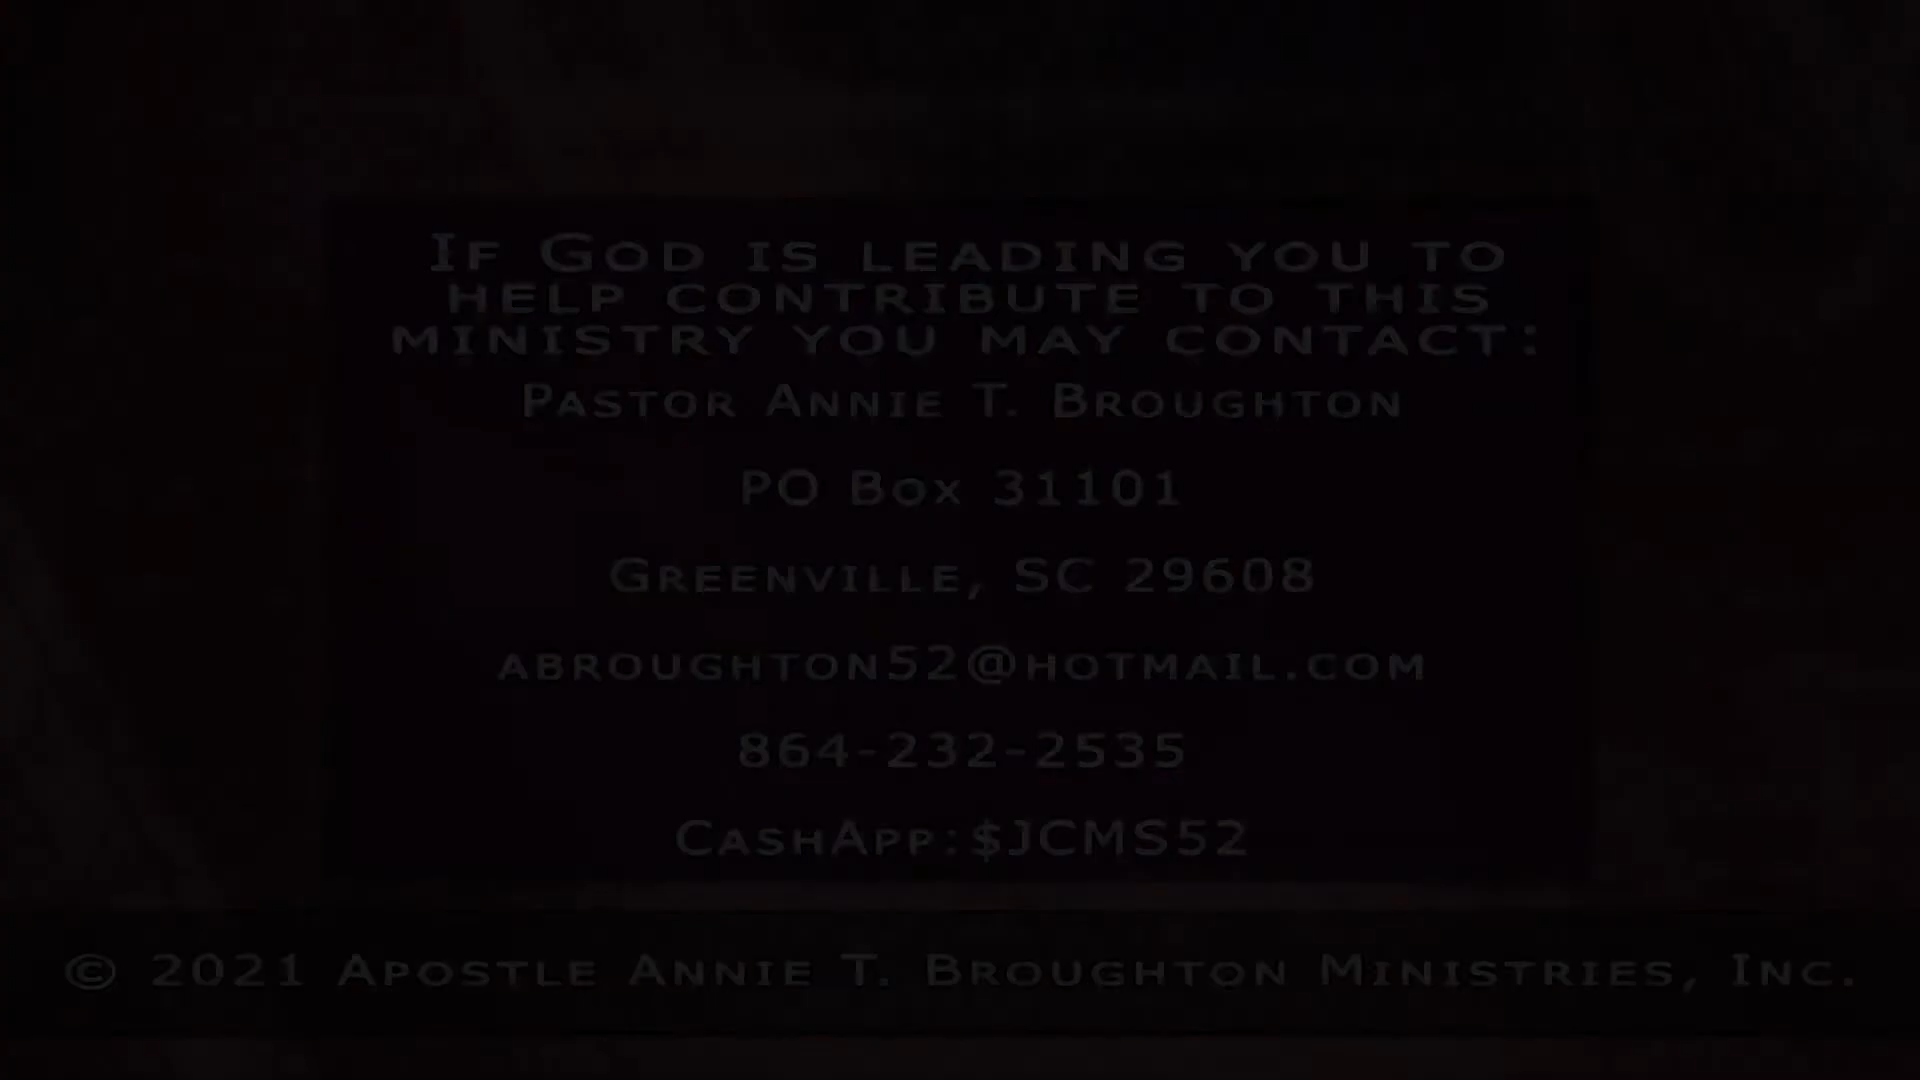 If God is leading you to
help contribute to this
ministry you may contact:
Pastor Annie T. Broughton
PO Box 31101
Greenville, SC 29608
abroughton52@hotmail.com
864-232-2535
CashApp:$JCMS52
© 2021 Apostle Annie T. Broughton Ministries, Inc.